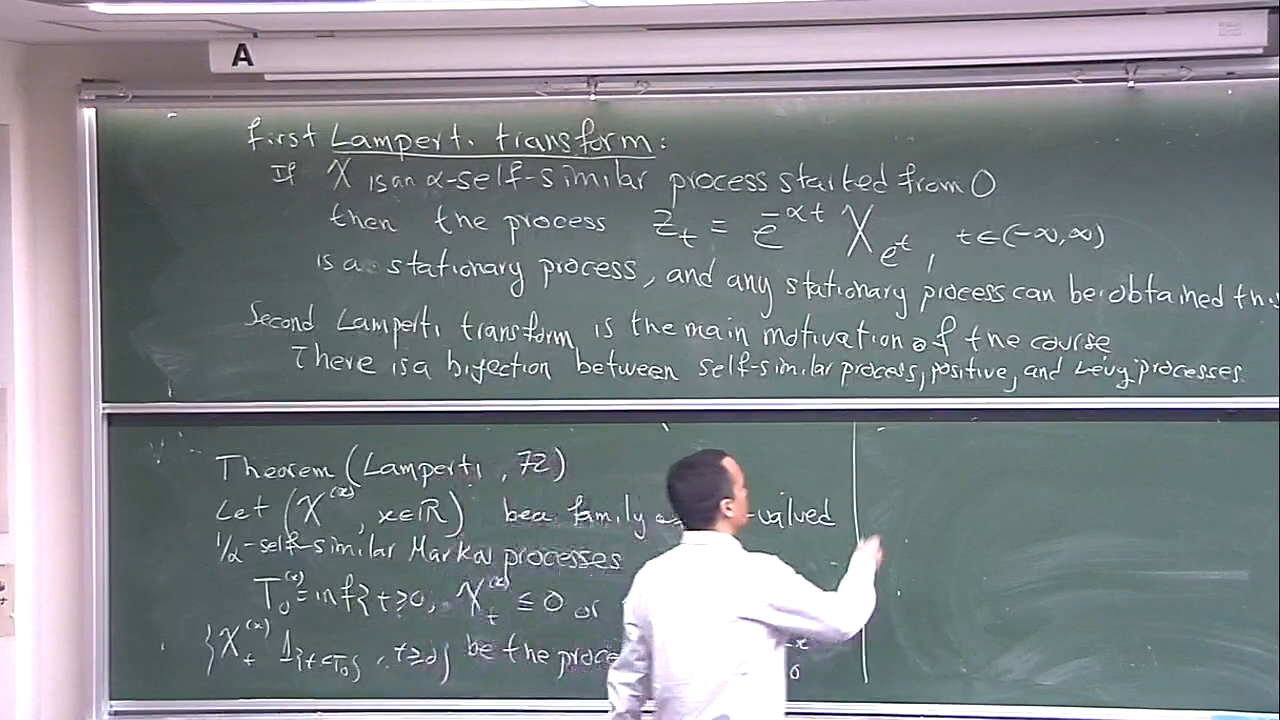 A
first Lamperti transform:
If X is an α-self-similar process started from 0
then the process Z_t = e^{-αt} X_{e^t}, t∈(-∞,∞)
is a stationary process, and any stationary process can be obtained
Second Lamperti transform is the main motivation of the course
There is a bijection between self-similar process, positive, and Lévy processes
Theorem (Lamperti, 72)
Let (X^{(x)}, x∈ℝ) be a family valued
1/α-self-similar Markov processes
T_0^{(x)} = inf{t>0, X_t^{(x)} ≤ 0 or
{X_t^{(x)} 1_{t<T_0}, t≥0} be the